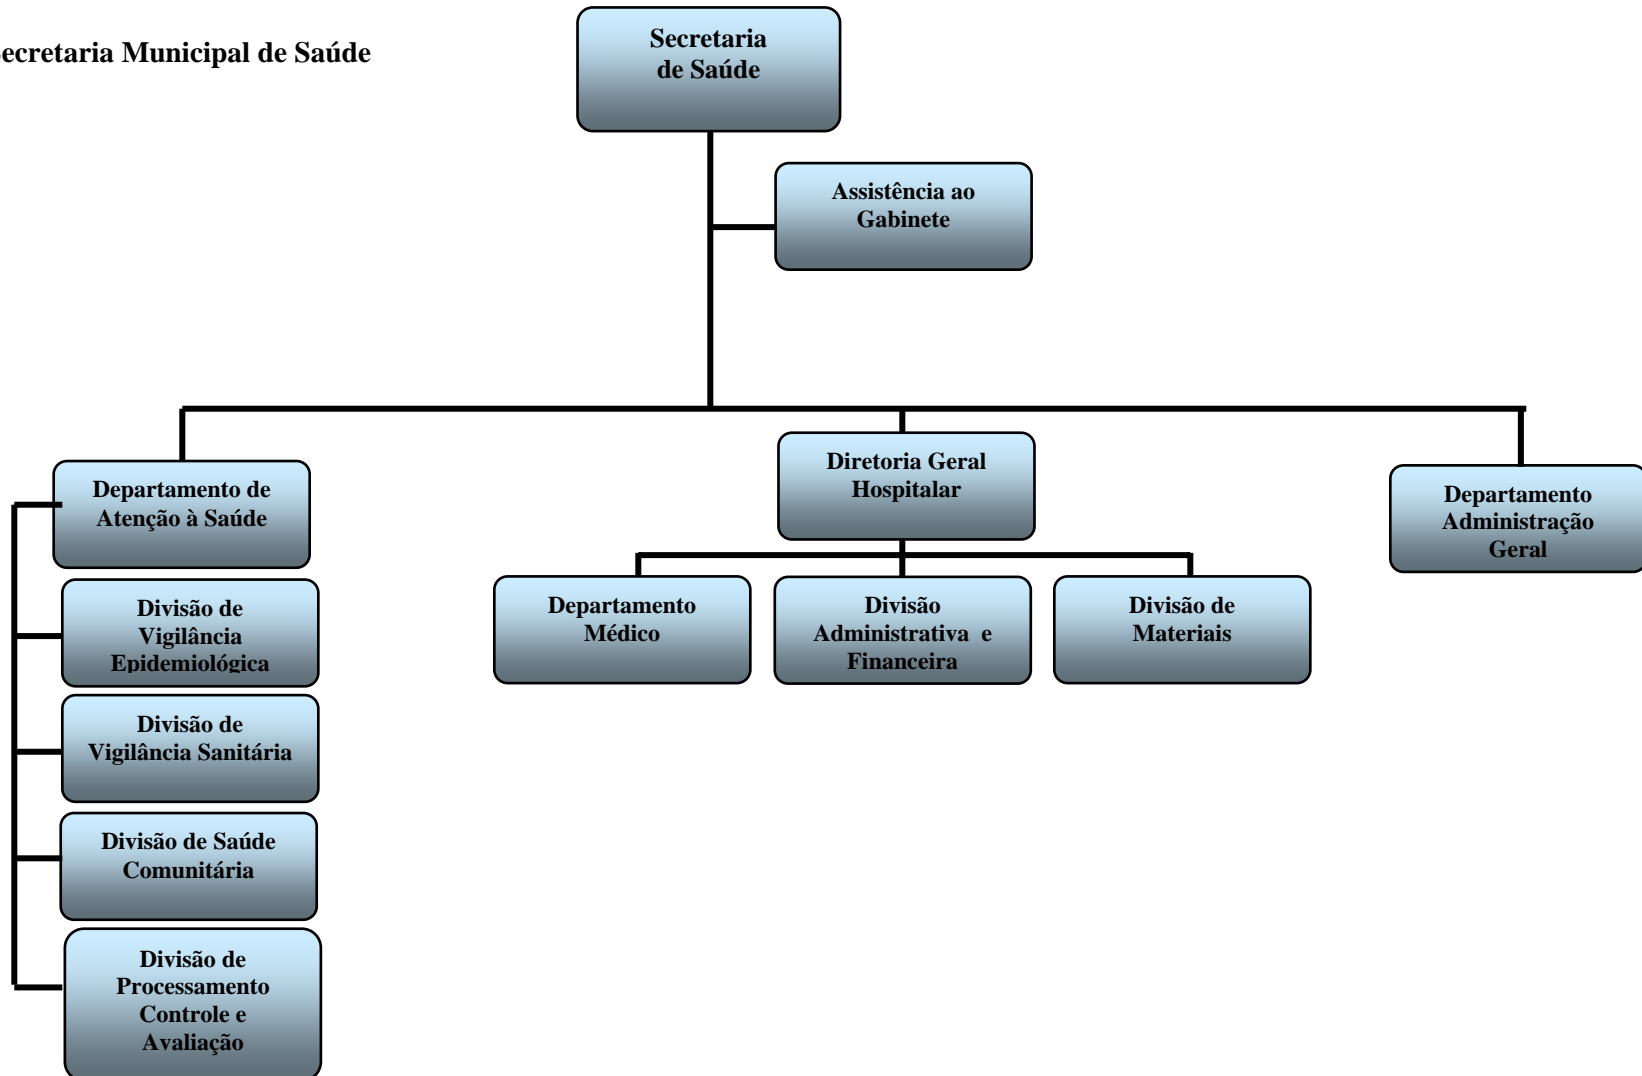 ecretaria Municipal de Saúde
Secretaria
de Saúde
Assistência ao
Gabinete
Departamento de
Atenção à Saúde
Diretoria Geral
Hospitalar
Departamento
Administração
Geral
Divisão de
Vigilância
Epidemiológica
Departamento
Médico
Divisão
Administrativa e
Financeira
Divisão de
Materiais
Divisão de
Vigilância Sanitária
Divisão de Saúde
Comunitária
Divisão de
Processamento
Controle e
Avaliação